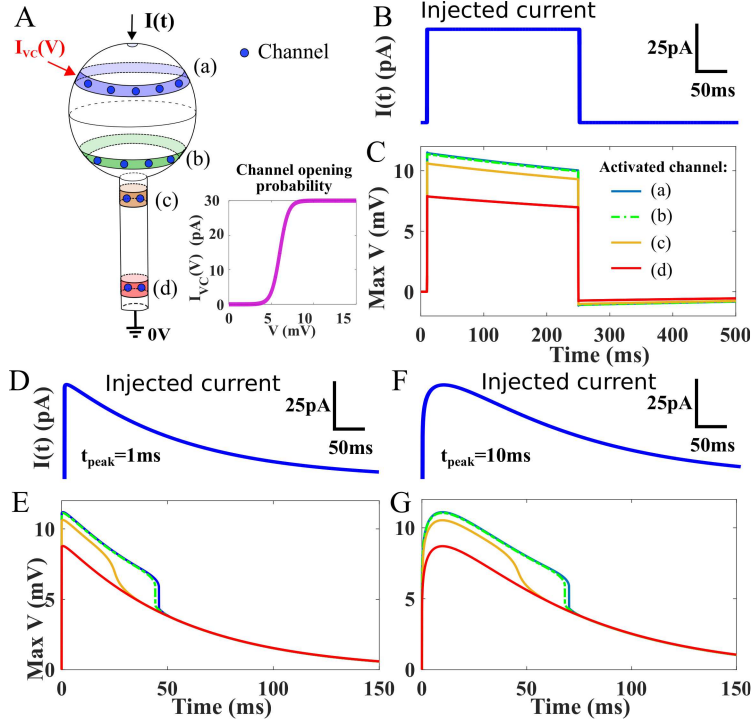 A
I(t)
I_VC(V)
Channel
(a)
(b)
(c)
(d)
0V
Channel opening
probability
I_VC(V) (pA)
30
20
10
0
0 5 10 15
V (mV)
B
Injected current
I(t) (pA)
25pA
50ms
C
Max V (mV)
10
5
0
Activated channel:
(a)
(b)
(c)
(d)
0 100 200 300 400 500
Time (ms)
D
Injected current
I(t) (pA)
25pA
50ms
t_peak=1ms
F
Injected current
25pA
50ms
t_peak=10ms
E
Max V (mV)
10
5
0
0 50 100 150
Time (ms)
G
10
5
0
0 50 100 150
Time (ms)